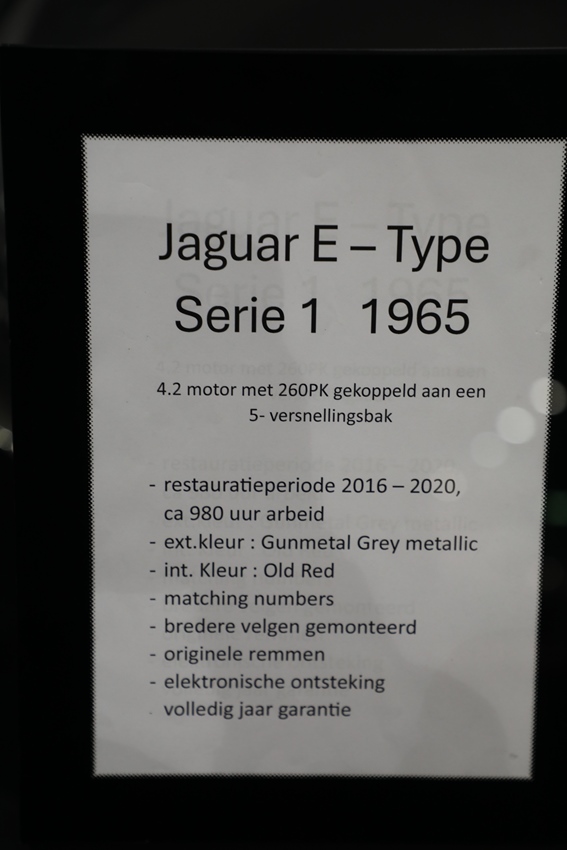 Jaguar E – Type
Serie 1 1965
4.2 motor met 260PK gekoppeld aan een
5- versnellingsbak
- restauratieperiode 2016 – 2020,
ca 980 uur arbeid
- ext.kleur : Gunmetal Grey metallic
- int. Kleur : Old Red
- matching numbers
- bredere velgen gemonteerd
- originele remmen
- elektronische ontsteking
- volledig jaar garantie